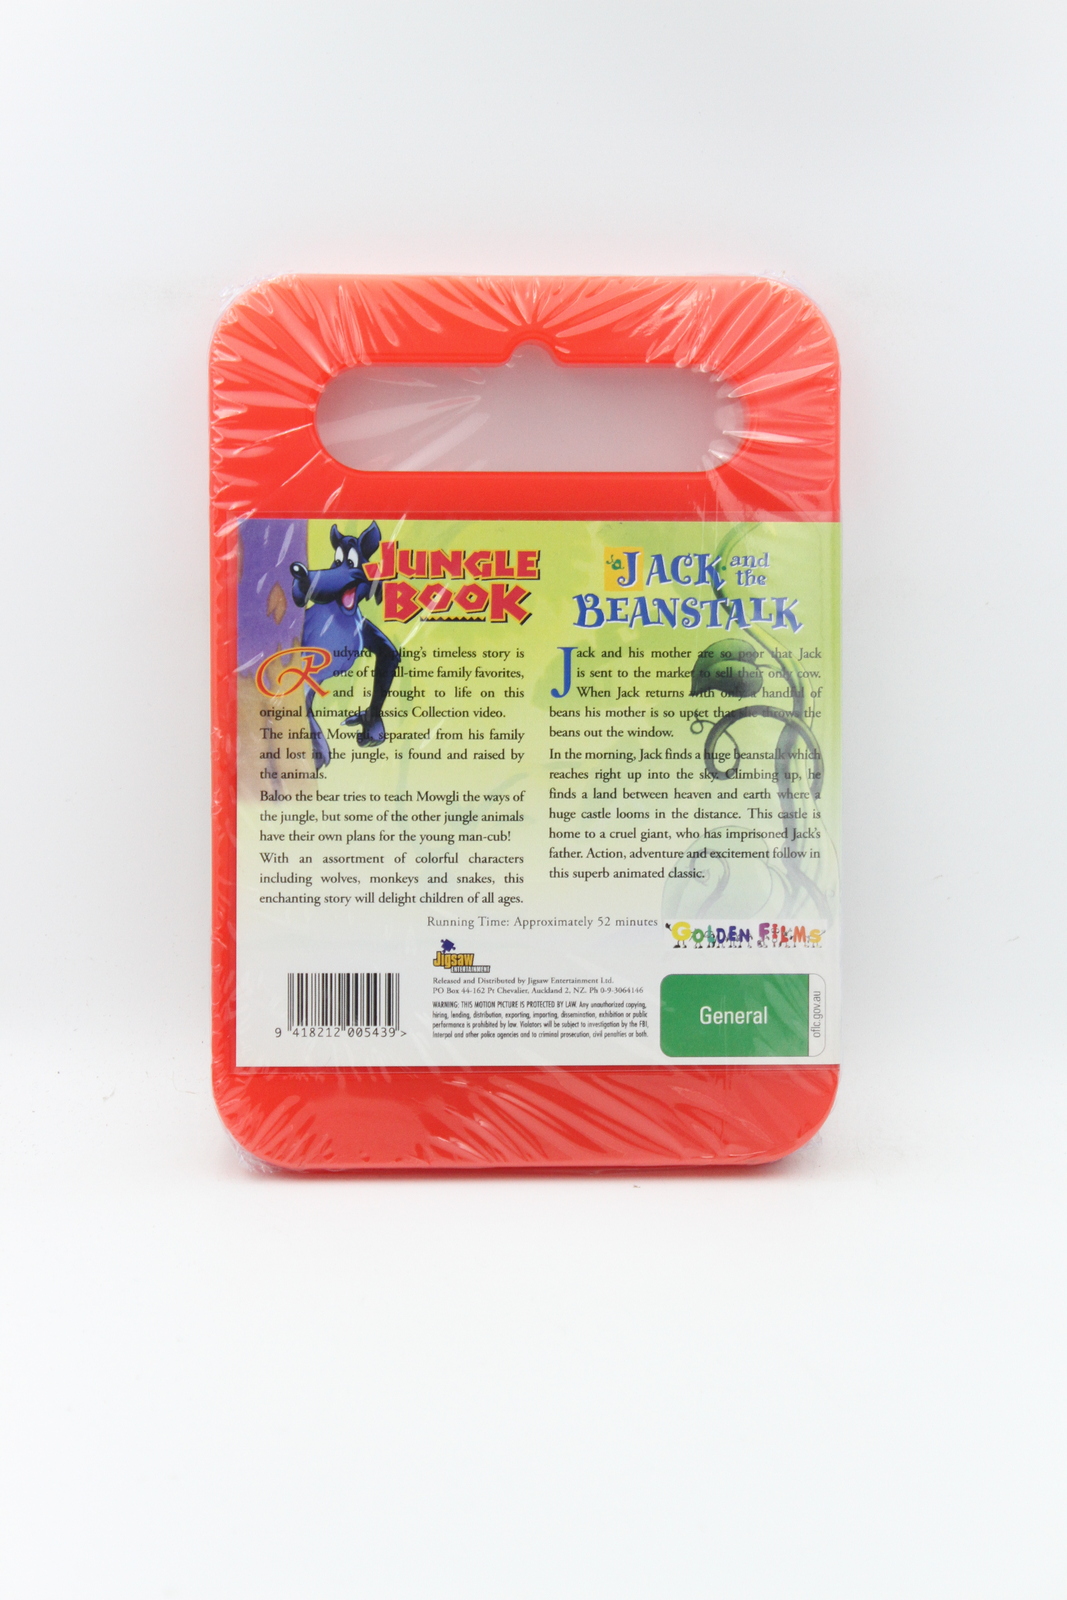 JUNGLE
BOOK
Rudyard Kipling's timeless story is
one of the all-time family favorites,
and is brought to life on this
original Animated Classics Collection video.
The infant Mowgli, separated from his family
and lost in the jungle, is found and raised by
the animals.
Baloo the bear tries to teach Mowgli the ways of
the jungle, but some of the other jungle animals
have their own plans for the young man-cub!
With an assortment of colorful characters
including wolves, monkeys and snakes, this
enchanting story will delight children of all ages.
JACK and the
BEANSTALK
Jack and his mother are so poor that Jack
is sent to the market to sell their only cow.
When Jack returns with only a handful of
beans his mother is so upset that she throws the
beans out the window.
In the morning, Jack finds a huge beanstalk which
reaches right up into the sky. Climbing up, he
finds a land between heaven and earth where a
huge castle looms in the distance. This castle is
home to a cruel giant, who has imprisoned Jack's
father. Action, adventure and excitement follow in
this superb animated classic.
Running Time: Approximately 52 minutes
GOLDEN FILMS
Jigsaw
ENTERTAINMENT
Released and Distributed by Jigsaw Entertainment Ltd.
PO Box 44-162 Pt Chevalier, Auckland 2, NZ. Ph 0-9-3064146
WARNING: THIS MOTION PICTURE IS PROTECTED BY LAW. Any unauthorized copying,
hiring, lending, distribution, exporting, importing, dissemination, exhibition or public
performance is prohibited by law. Violators will be subject to investigation by the FBI,
Interpol and other police agencies and to criminal prosecution, civil penalties or both.
9 418212 005439 >
General
oflc.gov.au